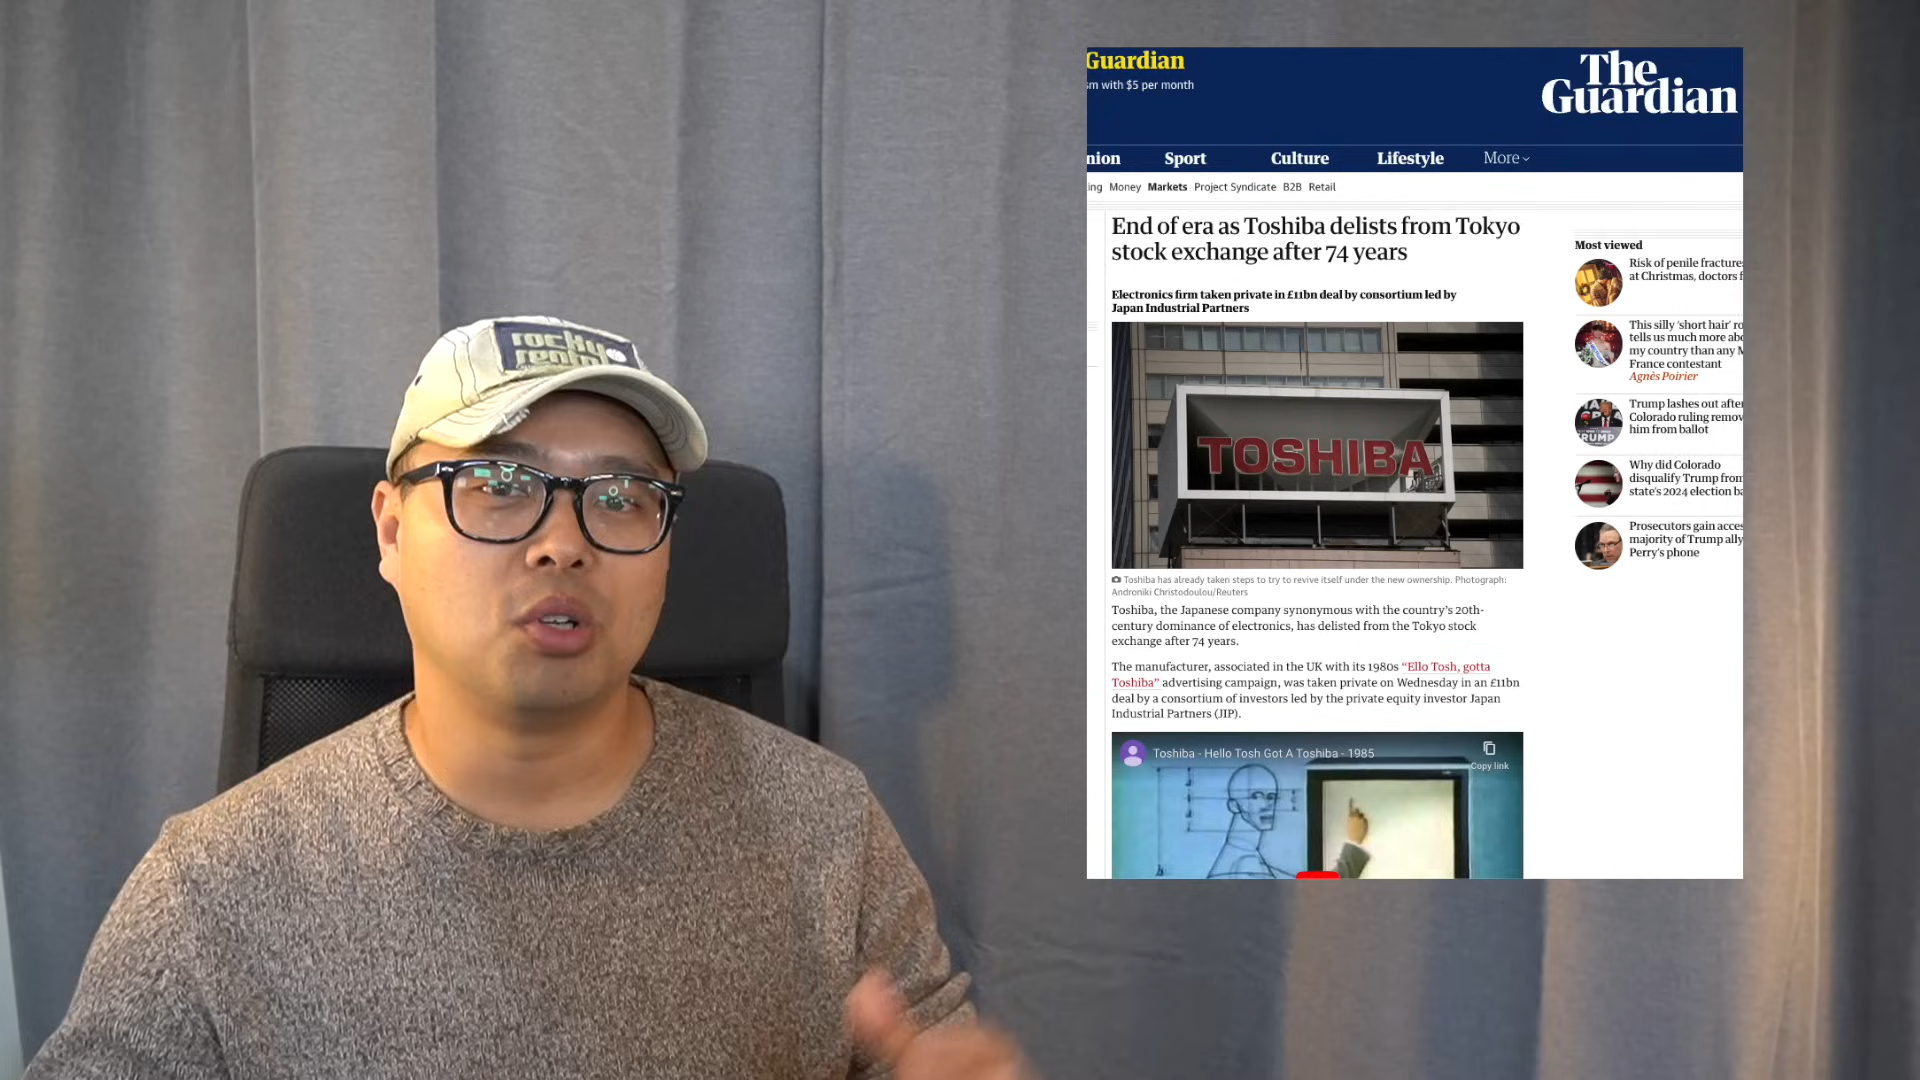 Guardian
sm with $5 per month
The
Guardian
nion Sport Culture Lifestyle More
ing Money Markets Project Syndicate B2B Retail
End of era as Toshiba delists from Tokyo
stock exchange after 74 years
Electronics firm taken private in £11bn deal by consortium led by
Japan Industrial Partners
TOSHIBA
Toshiba has already taken steps to try to revive itself under the new ownership. Photograph:
Androniki Christodoulou/Reuters
Toshiba, the Japanese company synonymous with the country's 20th-
century dominance of electronics, has delisted from the Tokyo stock
exchange after 74 years.
The manufacturer, associated in the UK with its 1980s “Ello Tosh, gotta
Toshiba” advertising campaign, was taken private on Wednesday in an £11bn
deal by a consortium of investors led by the private equity investor Japan
Industrial Partners (JIP).
Toshiba - Hello Tosh Got A Toshiba - 1985
Copy link
Most viewed
Risk of penile fracture
at Christmas, doctors f
This silly ‘short hair’ ro
tells us much more abo
my country than any M
France contestant
Agnès Poirier
Trump lashes out after
Colorado ruling remov
him from ballot
Why did Colorado
disqualify Trump from
state's 2024 election ba
Prosecutors gain acces
majority of Trump ally
Perry's phone
TRUMP
rocky